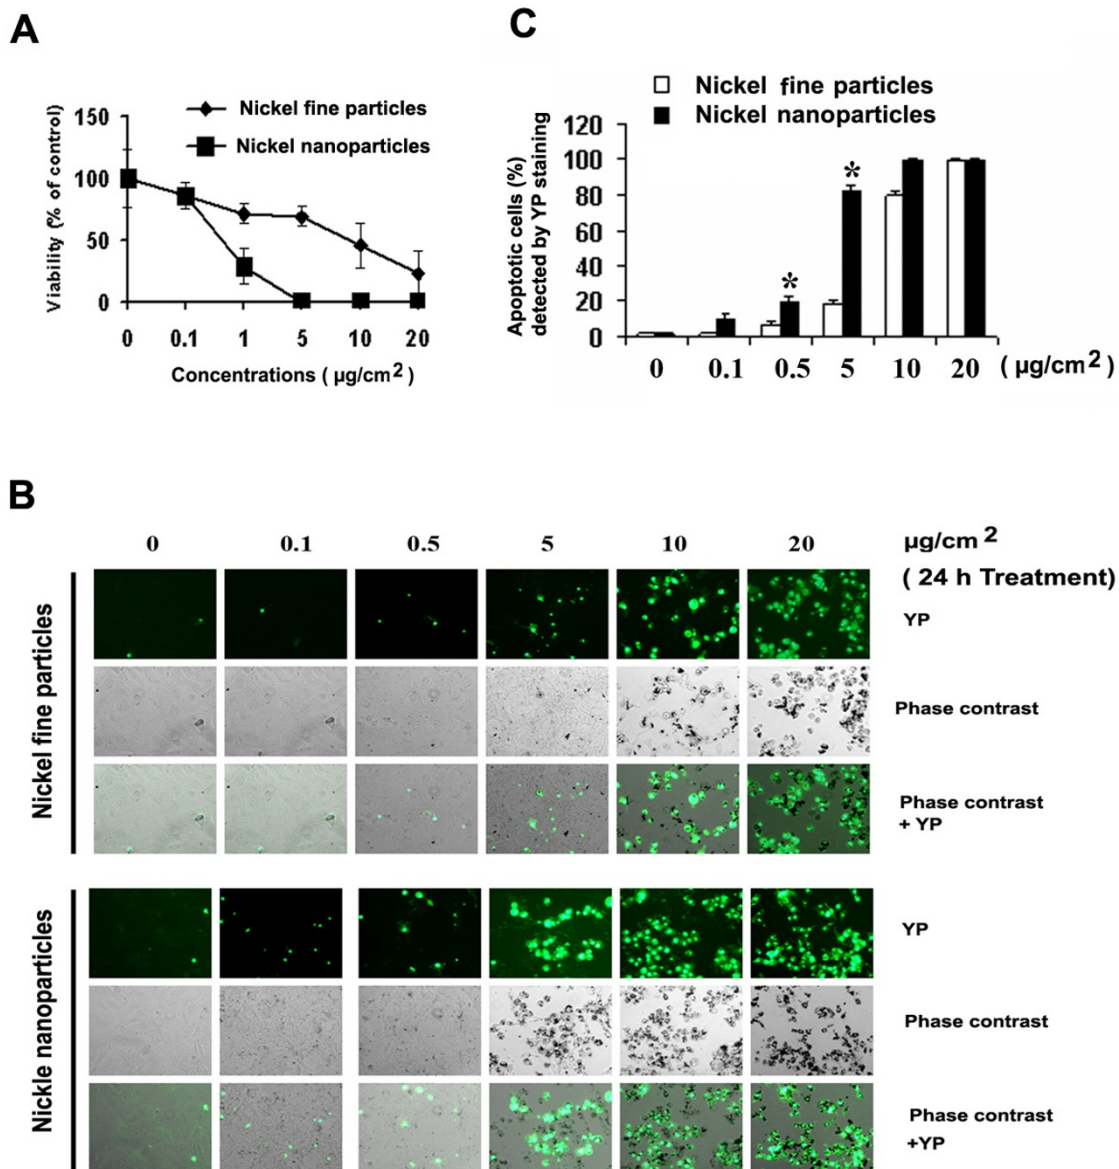 A
Nickel fine particles
Nickel nanoparticles
Viability (% of control)
150
100
50
0
0 0.1 1 5 10 20
Concentrations ( µg/cm2 )
C
Nickel fine particles
Nickel nanoparticles
Apoptotic cells (%)
detected by YP staining
120
100
80
60
40
20
0
* *
0 0.1 0.5 5 10 20 ( µg/cm2 )
B
0 0.1 0.5 5 10 20 µg/cm 2
( 24 h Treatment)
Nickel fine particles
YP
Phase contrast
Phase contrast
+ YP
Nickle nanoparticles
YP
Phase contrast
Phase contrast
+YP